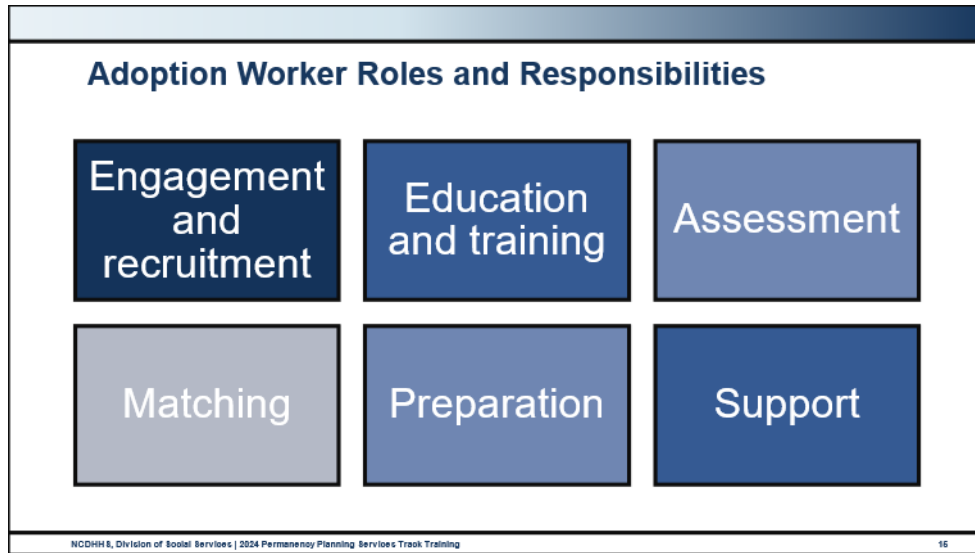 Adoption Worker Roles and Responsibilities
Engagement
and
recruitment
Education
and training
Assessment
Matching
Preparation
Support
NCDHHS, Division of Social Services | 2024 Permanency Planning Services Track Training
15